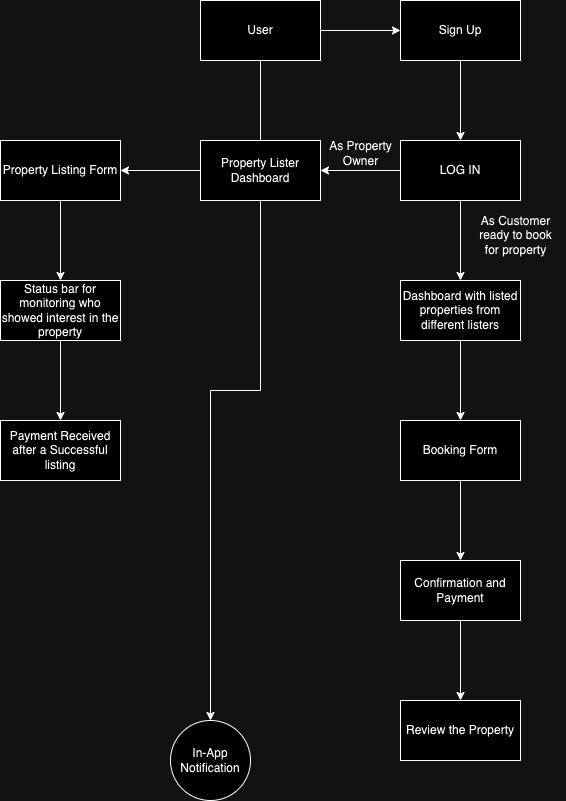 User
Sign Up
As Property
Owner
Property Listing Form
Property Lister
Dashboard
LOG IN
As Customer
ready to book
for property
Status bar for
monitoring who
showed interest in the
property
Dashboard with listed
properties from
different listers
Payment Received
after a Successful
listing
Booking Form
Confirmation and
Payment
Review the Property
In-App
Notification